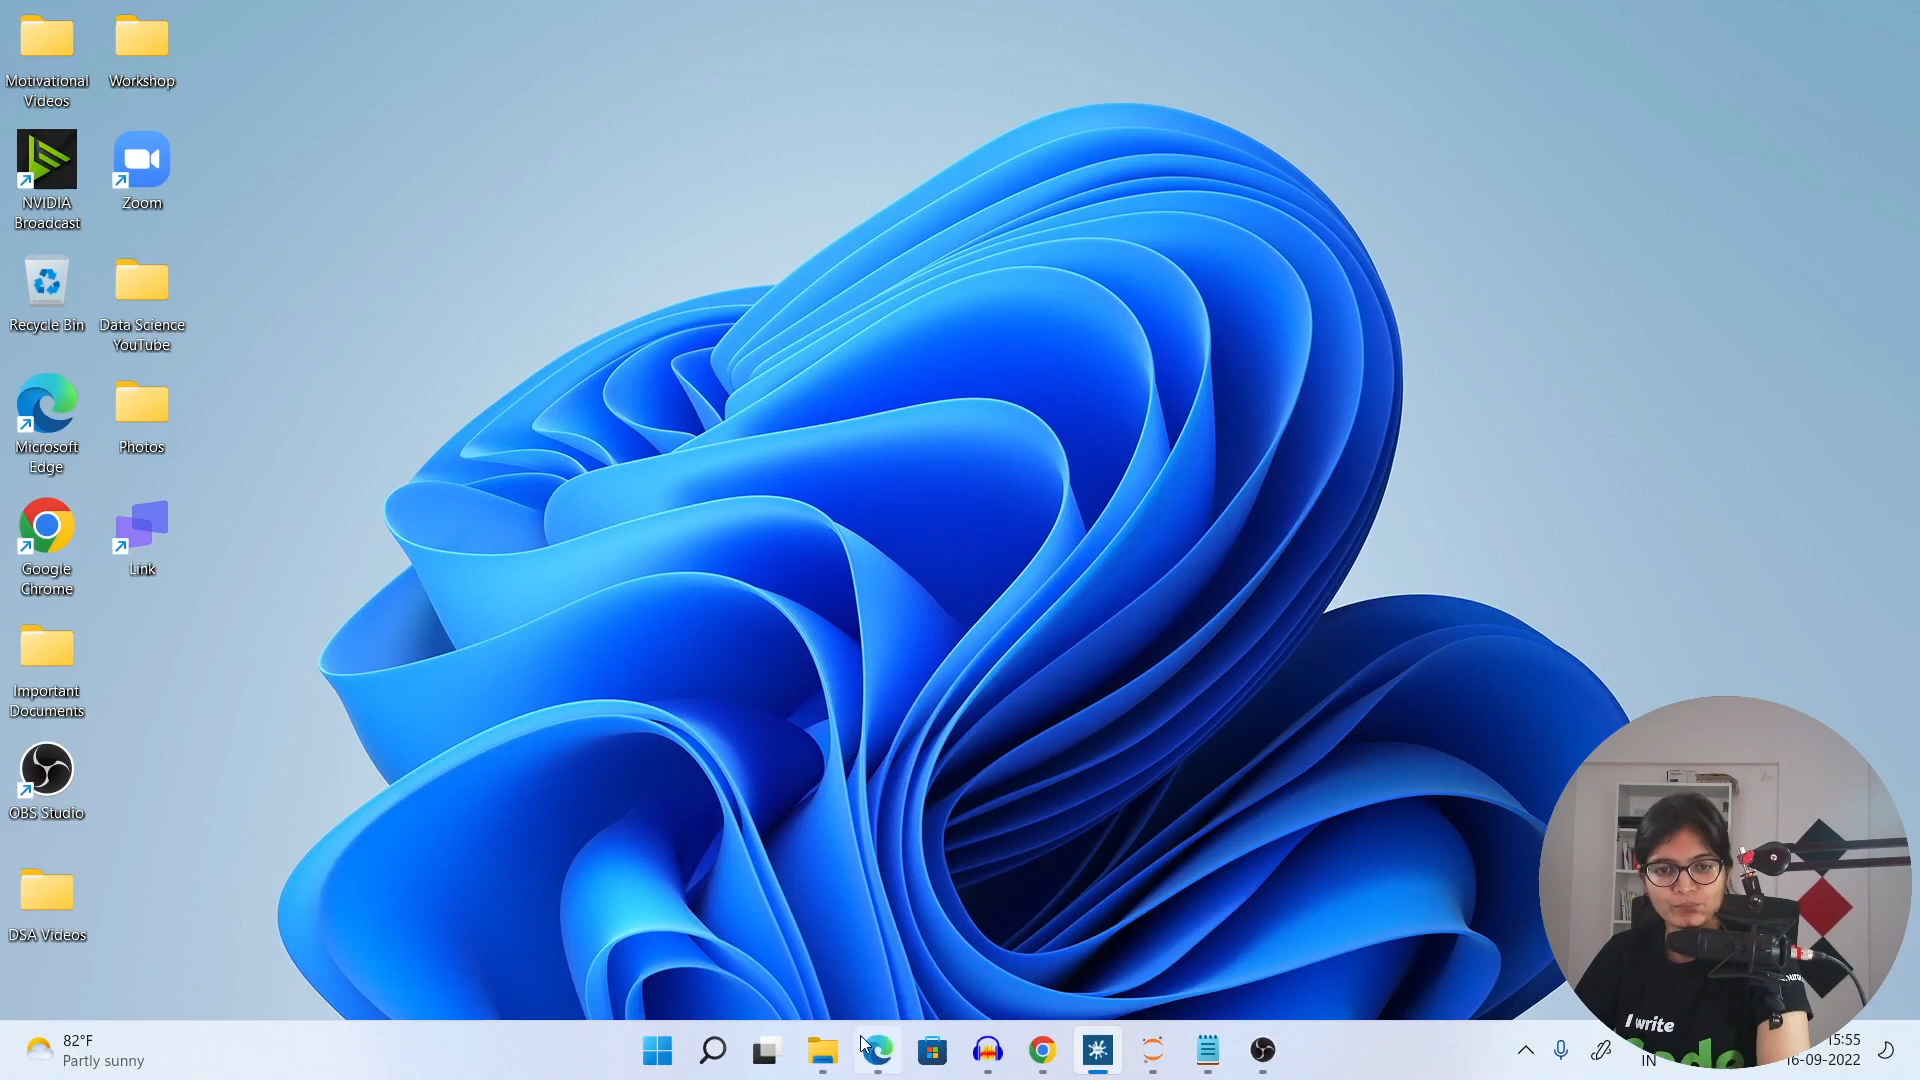 Motivational
Videos
Workshop
NVIDIA
Broadcast
Zoom
Recycle Bin
Data Science
YouTube
Microsoft
Edge
Photos
Google
Chrome
Link
Important
Documents
OBS Studio
DSA Videos
I write
Code
82°F
Partly sunny
IN
15:55
16-09-2022